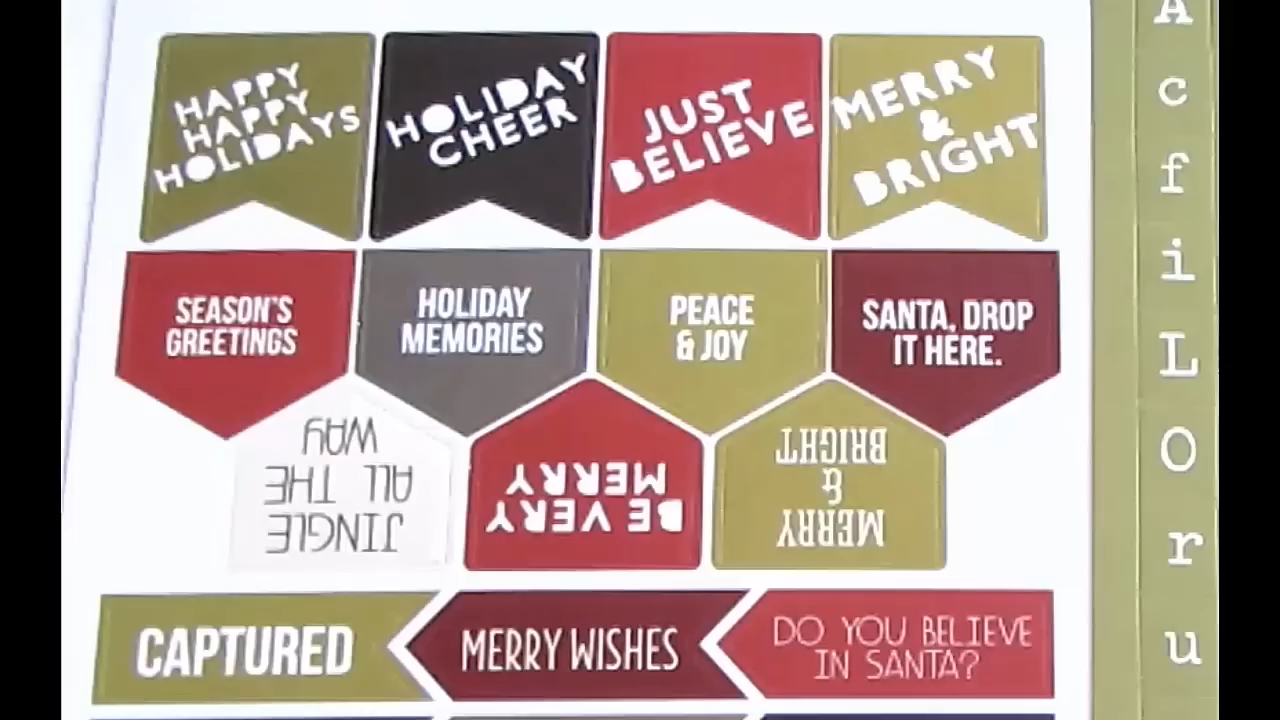 HAPPY
HAPPY
HOLIDAYS
HOLIDAY
CHEER
JUST
BELIEVE
MERRY
&
BRIGHT
SEASON'S
GREETINGS
HOLIDAY
MEMORIES
PEACE
& JOY
SANTA, DROP
IT HERE.
JINGLE
ALL THE
WAY
BE VERY
MERRY
MERRY
&
BRIGHT
CAPTURED
MERRY WISHES
DO YOU BELIEVE
IN SANTA?
A
c
f
i
L
O
r
u